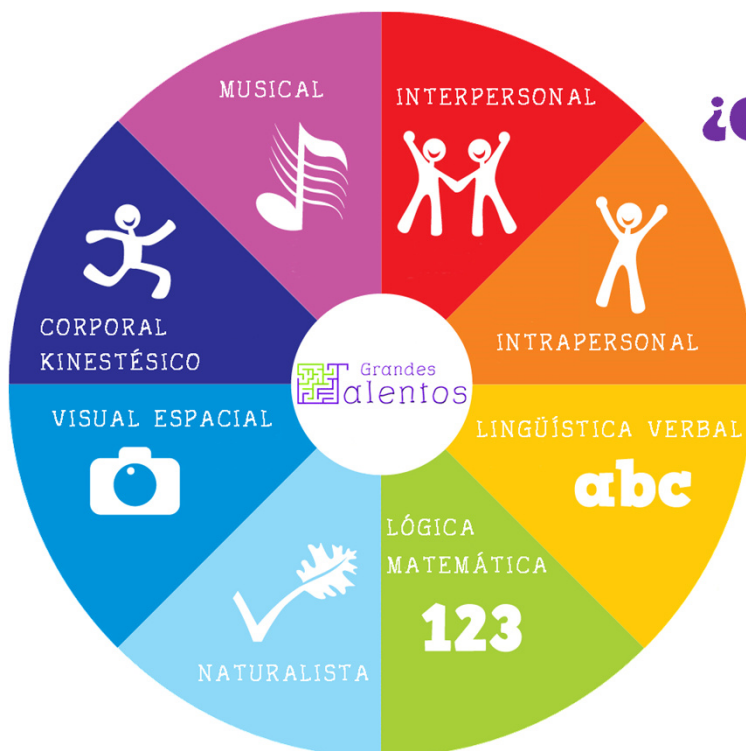 MUSICAL
INTERPERSONAL
¿C
CORPORAL
KINESTÉSICO
INTRAPERSONAL
Grandes
Talentos
VISUAL ESPACIAL
LINGÜÍSTICA VERBAL
abc
LÓGICA
MATEMÁTICA
123
NATURALISTA